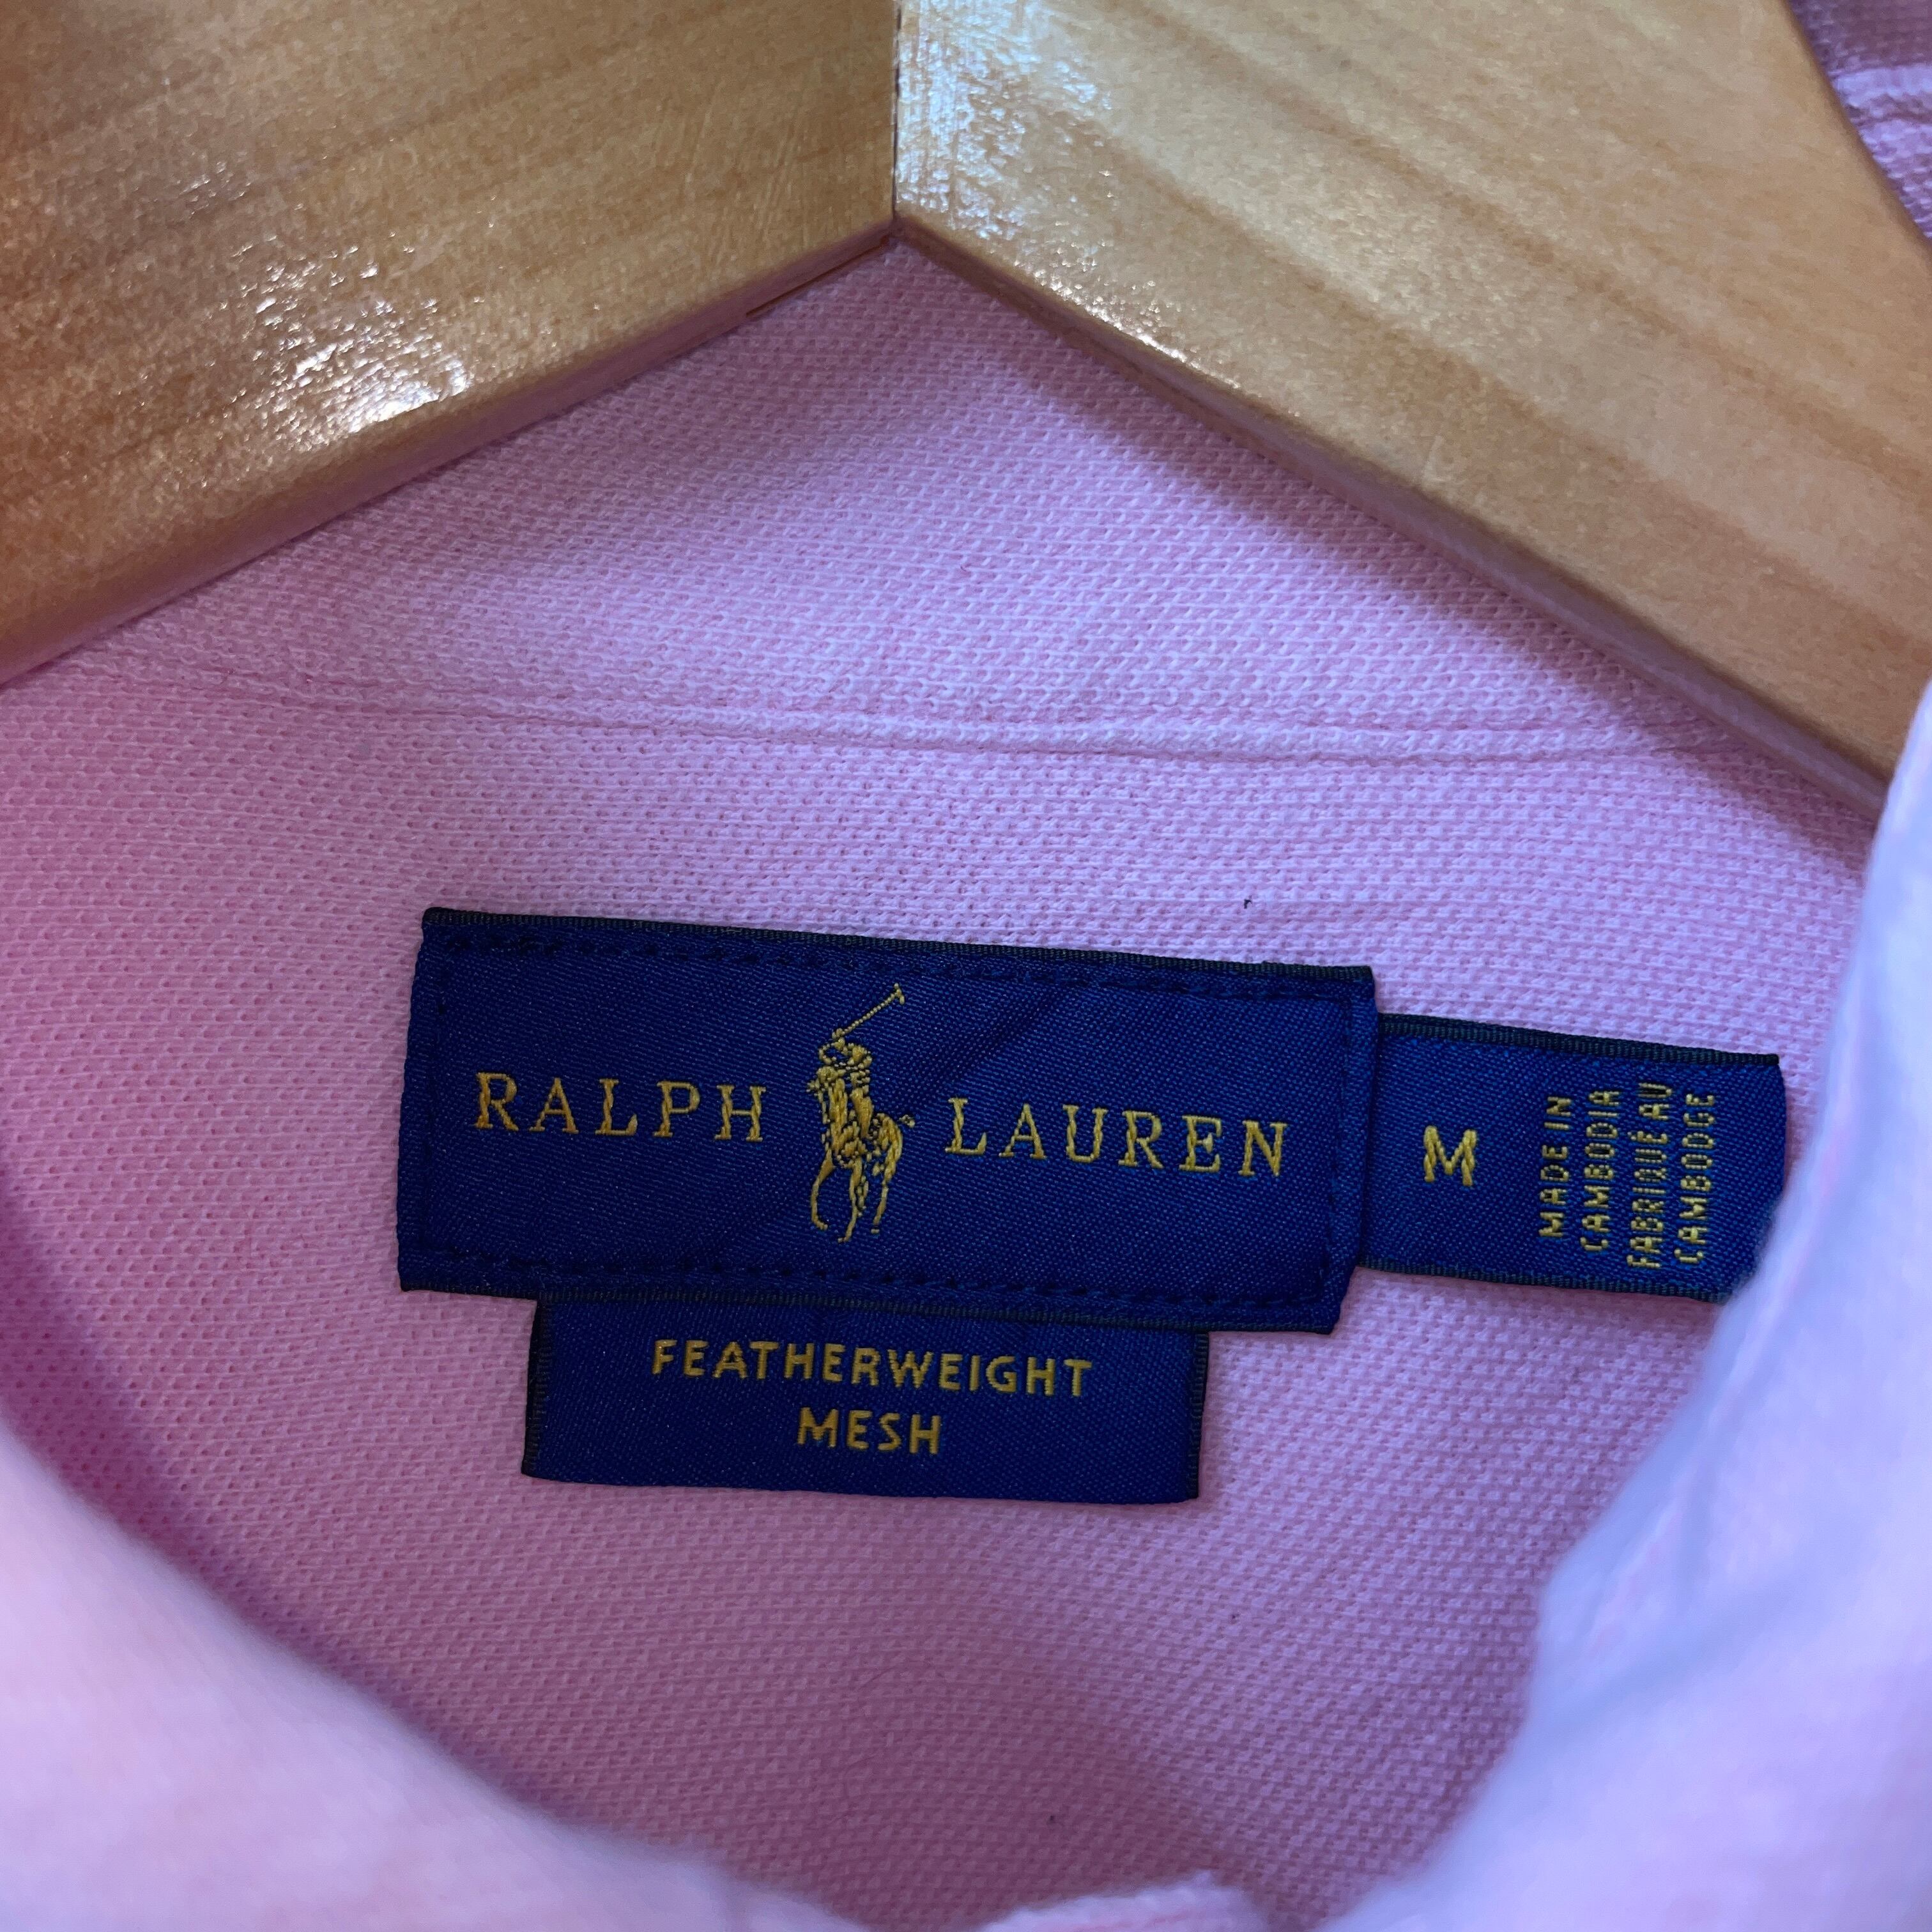 RALPH LAUREN
M
MADE IN
CAMBODIA
FABRIQUÉ AU
CAMBODGE
FEATHERWEIGHT
MESH